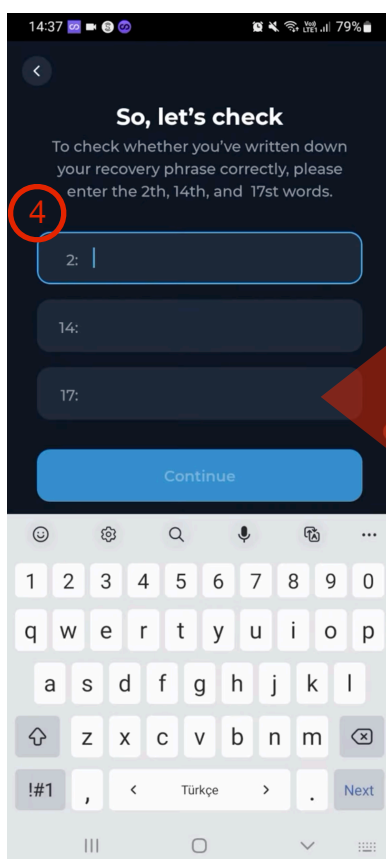 14:37
Voo)
LTE1 79%
So, let's check
To check whether you've written down
your recovery phrase correctly, please
enter the 2th, 14th, and 17st words.
4
2:
14:
17:
Continue
1 2 3 4 5 6 7 8 9 0
q w e r t y u i o p
a s d f g h j k l
z x c v b n m
!#1 , < Türkçe > . Next